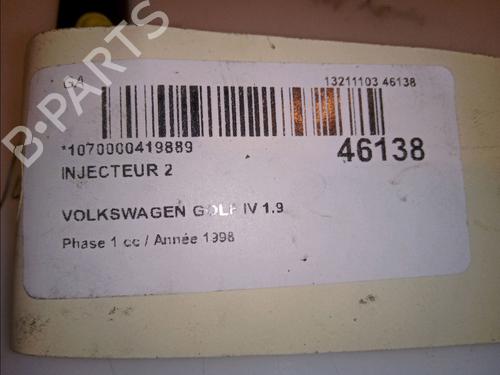 13211103 46138
*1070000419889
46138
INJECTEUR 2
VOLKSWAGEN GOLF IV 1.9
Phase 1 cc / Année 1998
B-PARTS